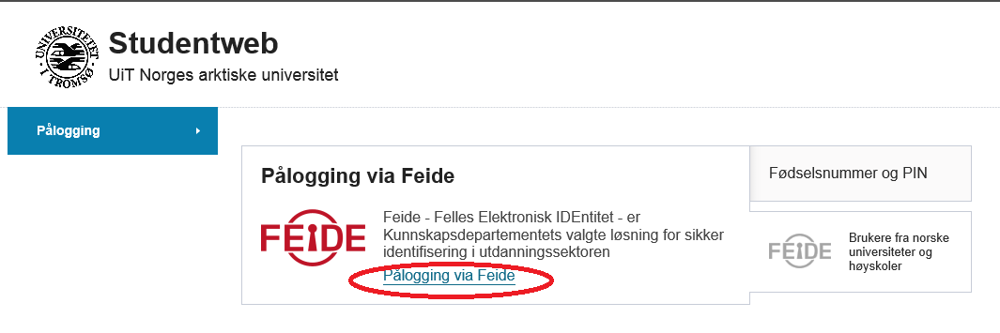 UNIVERSITETET
I TROMSØ
Studentweb
UiT Norges arktiske universitet
Pålogging
Pålogging via Feide
FEIDE
Feide - Felles Elektronisk IDEntitet - er
Kunnskapsdepartementets valgte løsning for sikker
identifisering i utdanningssektoren
Pålogging via Feide
Fødselsnummer og PIN
FEIDE
Brukere fra norske
universiteter og
høyskoler